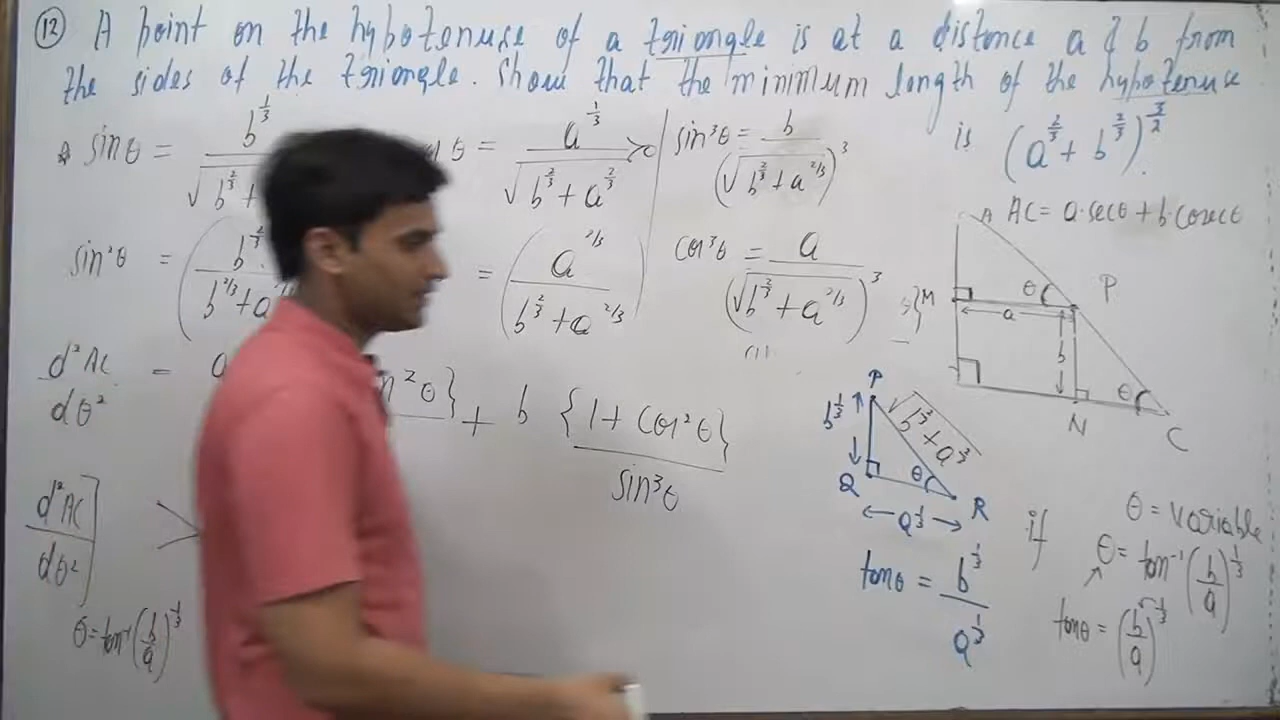 ⑫ A point on the hypotenuse of a triangle is at a distance a & b from
the sides of the triangle. Show that the minimum length of the hypotenuse
is (a^{2/3} + b^{2/3})^{3/2}.
sinθ = b^{1/3} / √b^{2/3} +
θ = a^{1/3} / √b^{2/3} + a^{2/3} > 0
sin³θ = b / (√b^{2/3} + a^{2/3})³
sin²θ = (b^{2/3} / b^{2/3} + a
= (a^{2/3} / b^{2/3} + a^{2/3})
cos³θ = a / (√b^{2/3} + a^{2/3})³
d²AC / dθ² = a
n²θ} + b {1 + cos²θ} / sin³θ
d²AC / dθ² ] >
θ = tan⁻¹(b/a)^{1/3}
A AC = a·secθ + b·cosecθ
θ P
M a
b
θ
N C
P
b^{1/3} √b^{2/3} + a^{2/3}
Q θ R
a^{1/3}
tanθ = b^{1/3} / a^{1/3}
θ = variable
if θ = tan⁻¹(b/a)^{1/3}
tanθ = (b/a)^{1/3}